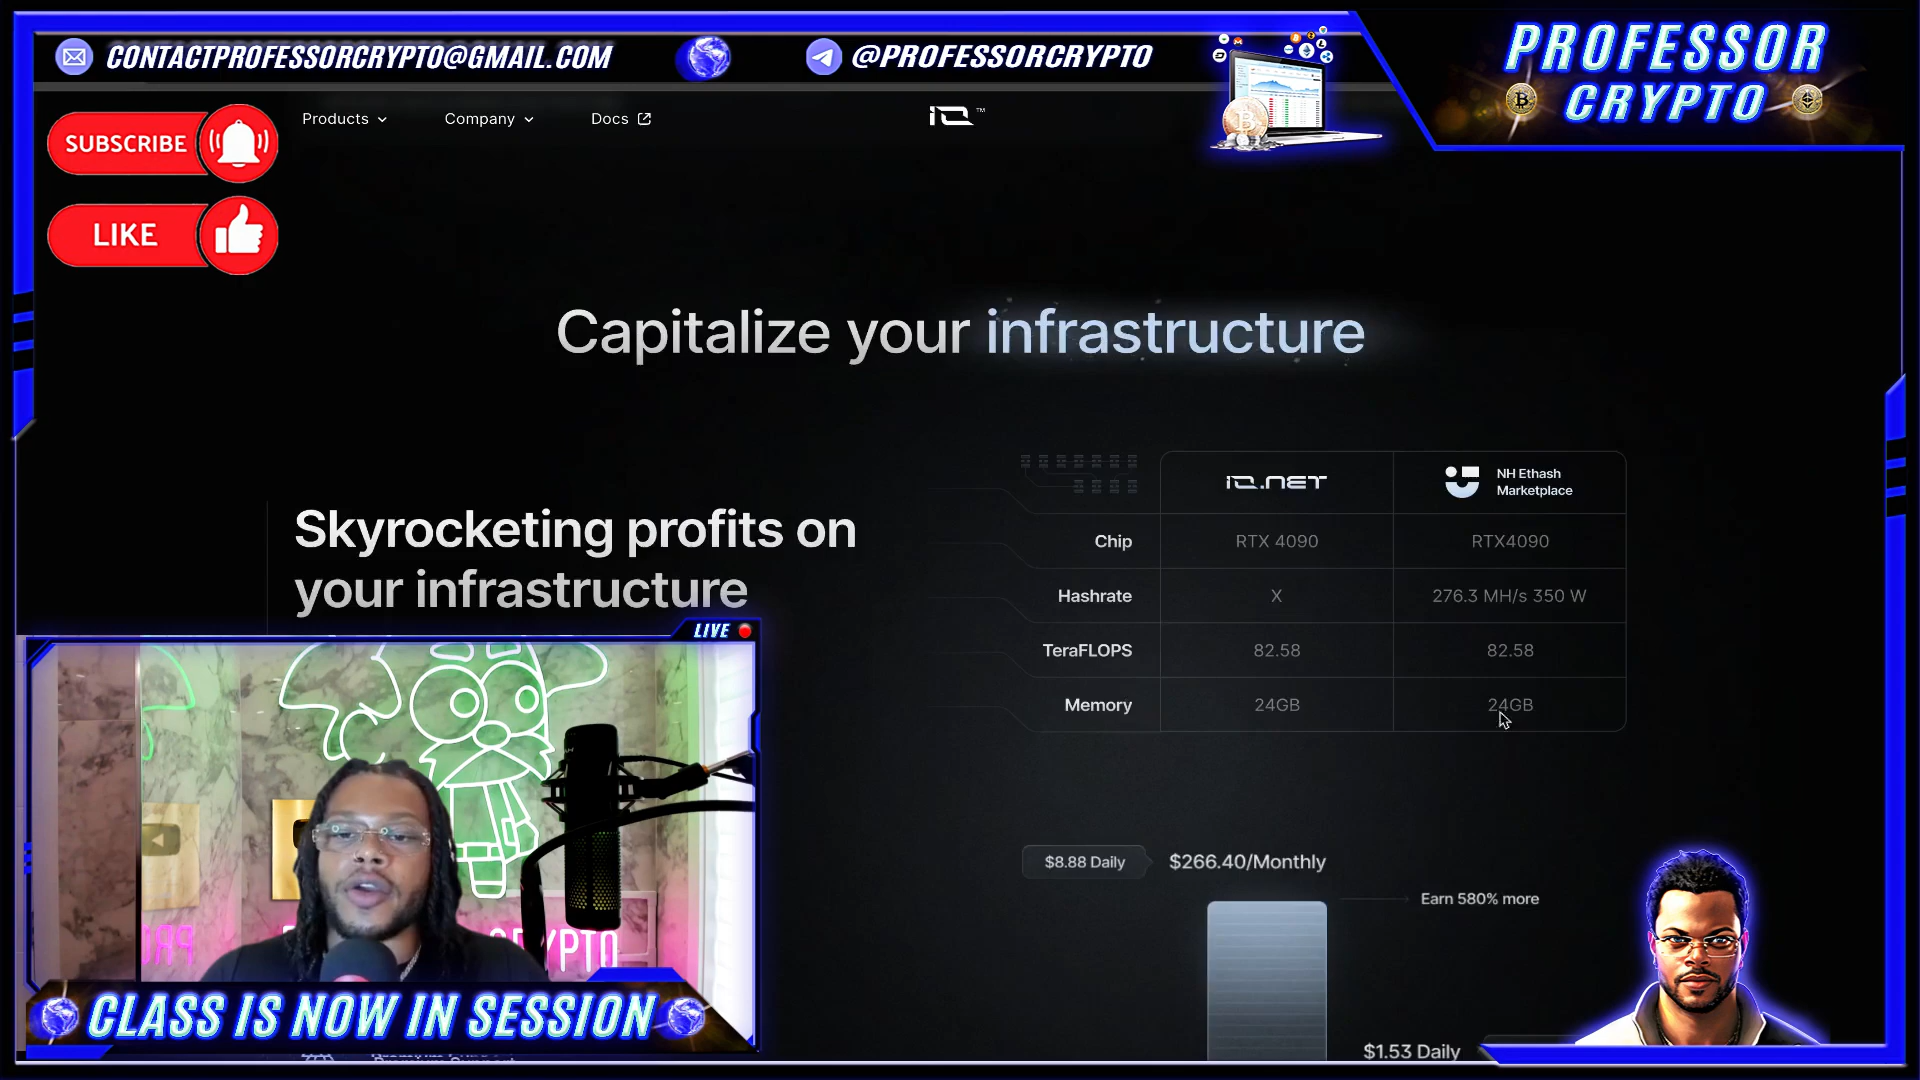 CONTACTPROFESSORCRYPTO@GMAIL.COM
@PROFESSORCRYPTO
PROFESSOR
CRYPTO
SUBSCRIBE
LIKE
Products
Company
Docs
IO™
Capitalize your infrastructure
Skyrocketing profits on
your infrastructure
IO.NET
NH Ethash
Marketplace
Chip
RTX 4090
RTX4090
Hashrate
X
276.3 MH/s 350 W
TeraFLOPS
82.58
82.58
Memory
24GB
24GB
$8.88 Daily
$266.40/Monthly
Earn 580% more
$1.53 Daily
LIVE
CRYPTO
CLASS IS NOW IN SESSION